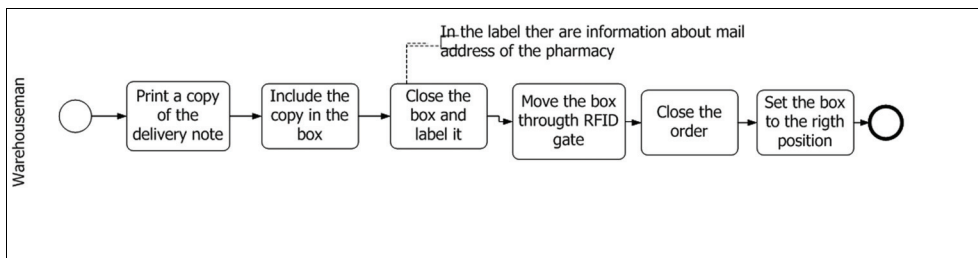 In the label ther are information about mail
address of the pharmacy
Warehouseman
Print a copy
of the
delivery note
Include the
copy in the
box
Close the
box and
label it
Move the box
througth RFID
gate
Close the
order
Set the box
to the rigth
position